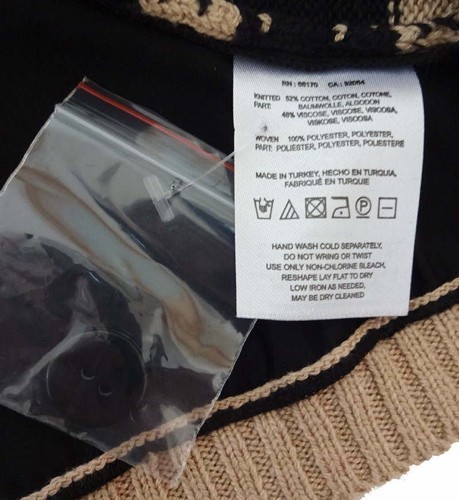 RN: 66170 CA: 32054
KNITTED 52% COTTON, COTON, COTONE,
PART: BAUMWOLLE, ALGODON
48% VISCOSE, VISCOSE, VISCOSA,
VISKOSE, VISCOSA
WOVEN 100% POLYESTER, POLYESTER,
PART: POLIESTER, POLYESTER, POLIESTERE
MADE IN TURKEY, HECHO EN TURQUIA,
FABRIQUÉ EN TURQUIE
HAND WASH COLD SEPARATELY,
DO NOT WRING OR TWIST
USE ONLY NON-CHLORINE BLEACH,
RESHAPE LAY FLAT TO DRY
LOW IRON AS NEEDED,
MAY BE DRY CLEANED